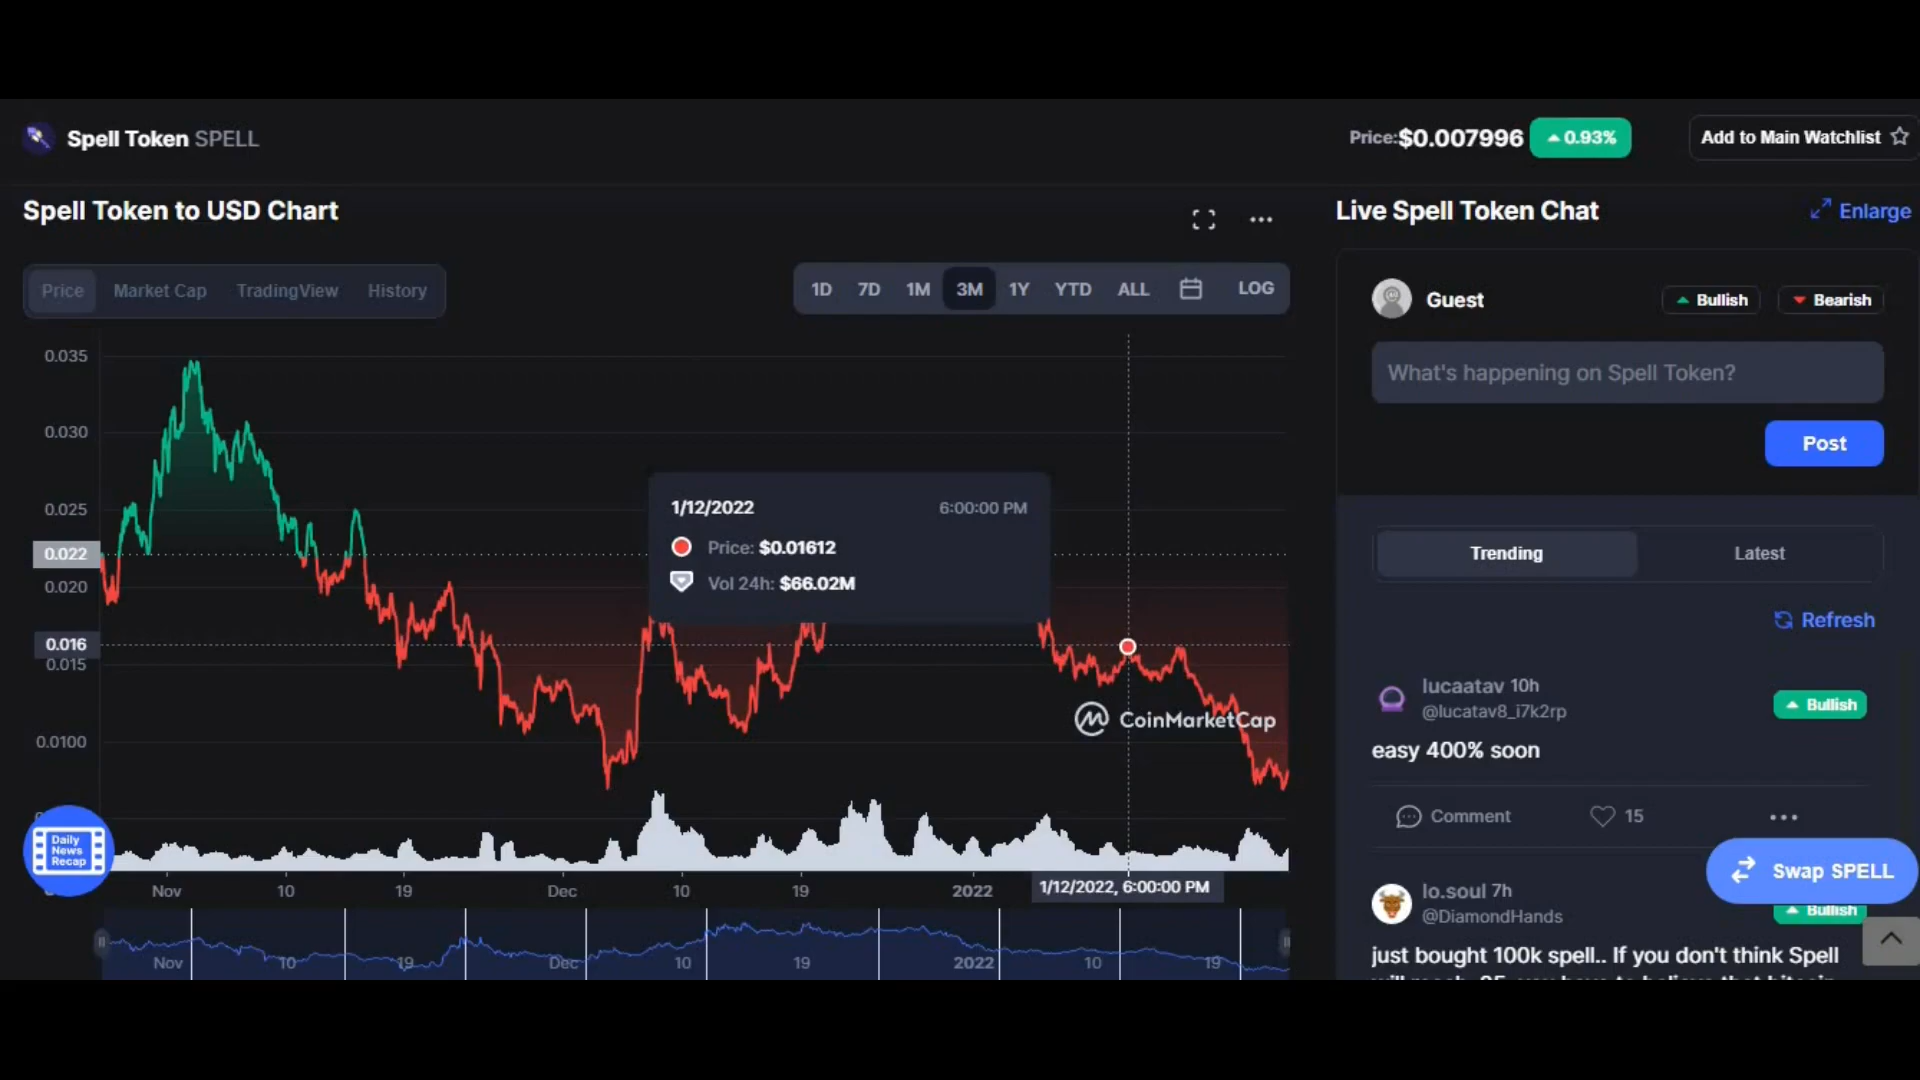 Spell Token SPELL
Price:$0.007996 0.93%
Add to Main Watchlist
Spell Token to USD Chart
Price Market Cap TradingView History
1D 7D 1M 3M 1Y YTD ALL LOG
0.035
0.030
0.025
0.022
0.020
0.016
0.015
0.0100
1/12/2022 6:00:00 PM
Price: $0.01612
Vol 24h: $66.02M
CoinMarketCap
Daily
News
Recap
Nov 10 19 Dec 10 19 2022 1/12/2022, 6:00:00 PM
Nov 10 19 Dec 10 19 2022 10 19
Live Spell Token Chat
Enlarge
Guest
Bullish
Bearish
What's happening on Spell Token?
Post
Trending Latest
Refresh
lucaatav 10h
@lucatav8_i7k2rp
Bullish
easy 400% soon
Comment 15
Swap SPELL
lo.soul 7h
@DiamondHands
Bullish
just bought 100k spell.. If you don't think Spell